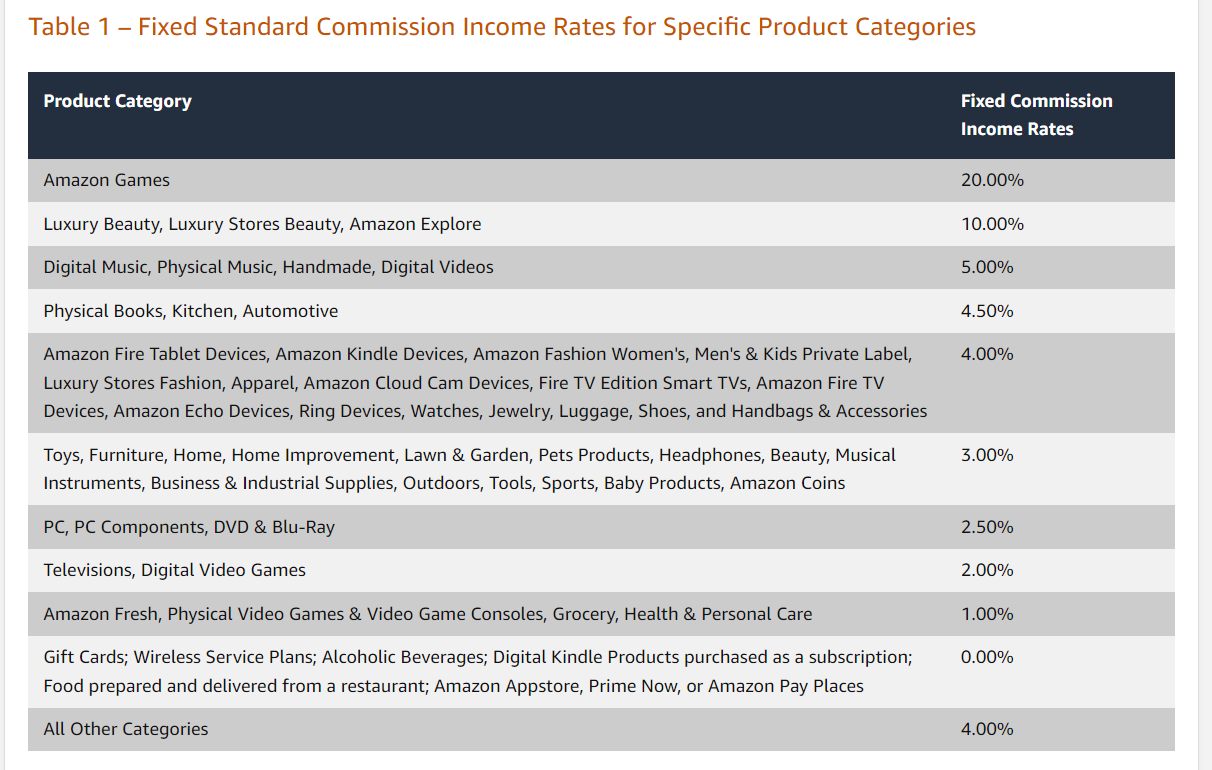 Table 1 – Fixed Standard Commission Income Rates for Specific Product Categories
Product Category
Fixed Commission
Income Rates
Amazon Games
20.00%
Luxury Beauty, Luxury Stores Beauty, Amazon Explore
10.00%
Digital Music, Physical Music, Handmade, Digital Videos
5.00%
Physical Books, Kitchen, Automotive
4.50%
Amazon Fire Tablet Devices, Amazon Kindle Devices, Amazon Fashion Women's, Men's & Kids Private Label,
Luxury Stores Fashion, Apparel, Amazon Cloud Cam Devices, Fire TV Edition Smart TVs, Amazon Fire TV
Devices, Amazon Echo Devices, Ring Devices, Watches, Jewelry, Luggage, Shoes, and Handbags & Accessories
4.00%
Toys, Furniture, Home, Home Improvement, Lawn & Garden, Pets Products, Headphones, Beauty, Musical
Instruments, Business & Industrial Supplies, Outdoors, Tools, Sports, Baby Products, Amazon Coins
3.00%
PC, PC Components, DVD & Blu-Ray
2.50%
Televisions, Digital Video Games
2.00%
Amazon Fresh, Physical Video Games & Video Game Consoles, Grocery, Health & Personal Care
1.00%
Gift Cards; Wireless Service Plans; Alcoholic Beverages; Digital Kindle Products purchased as a subscription;
Food prepared and delivered from a restaurant; Amazon Appstore, Prime Now, or Amazon Pay Places
0.00%
All Other Categories
4.00%